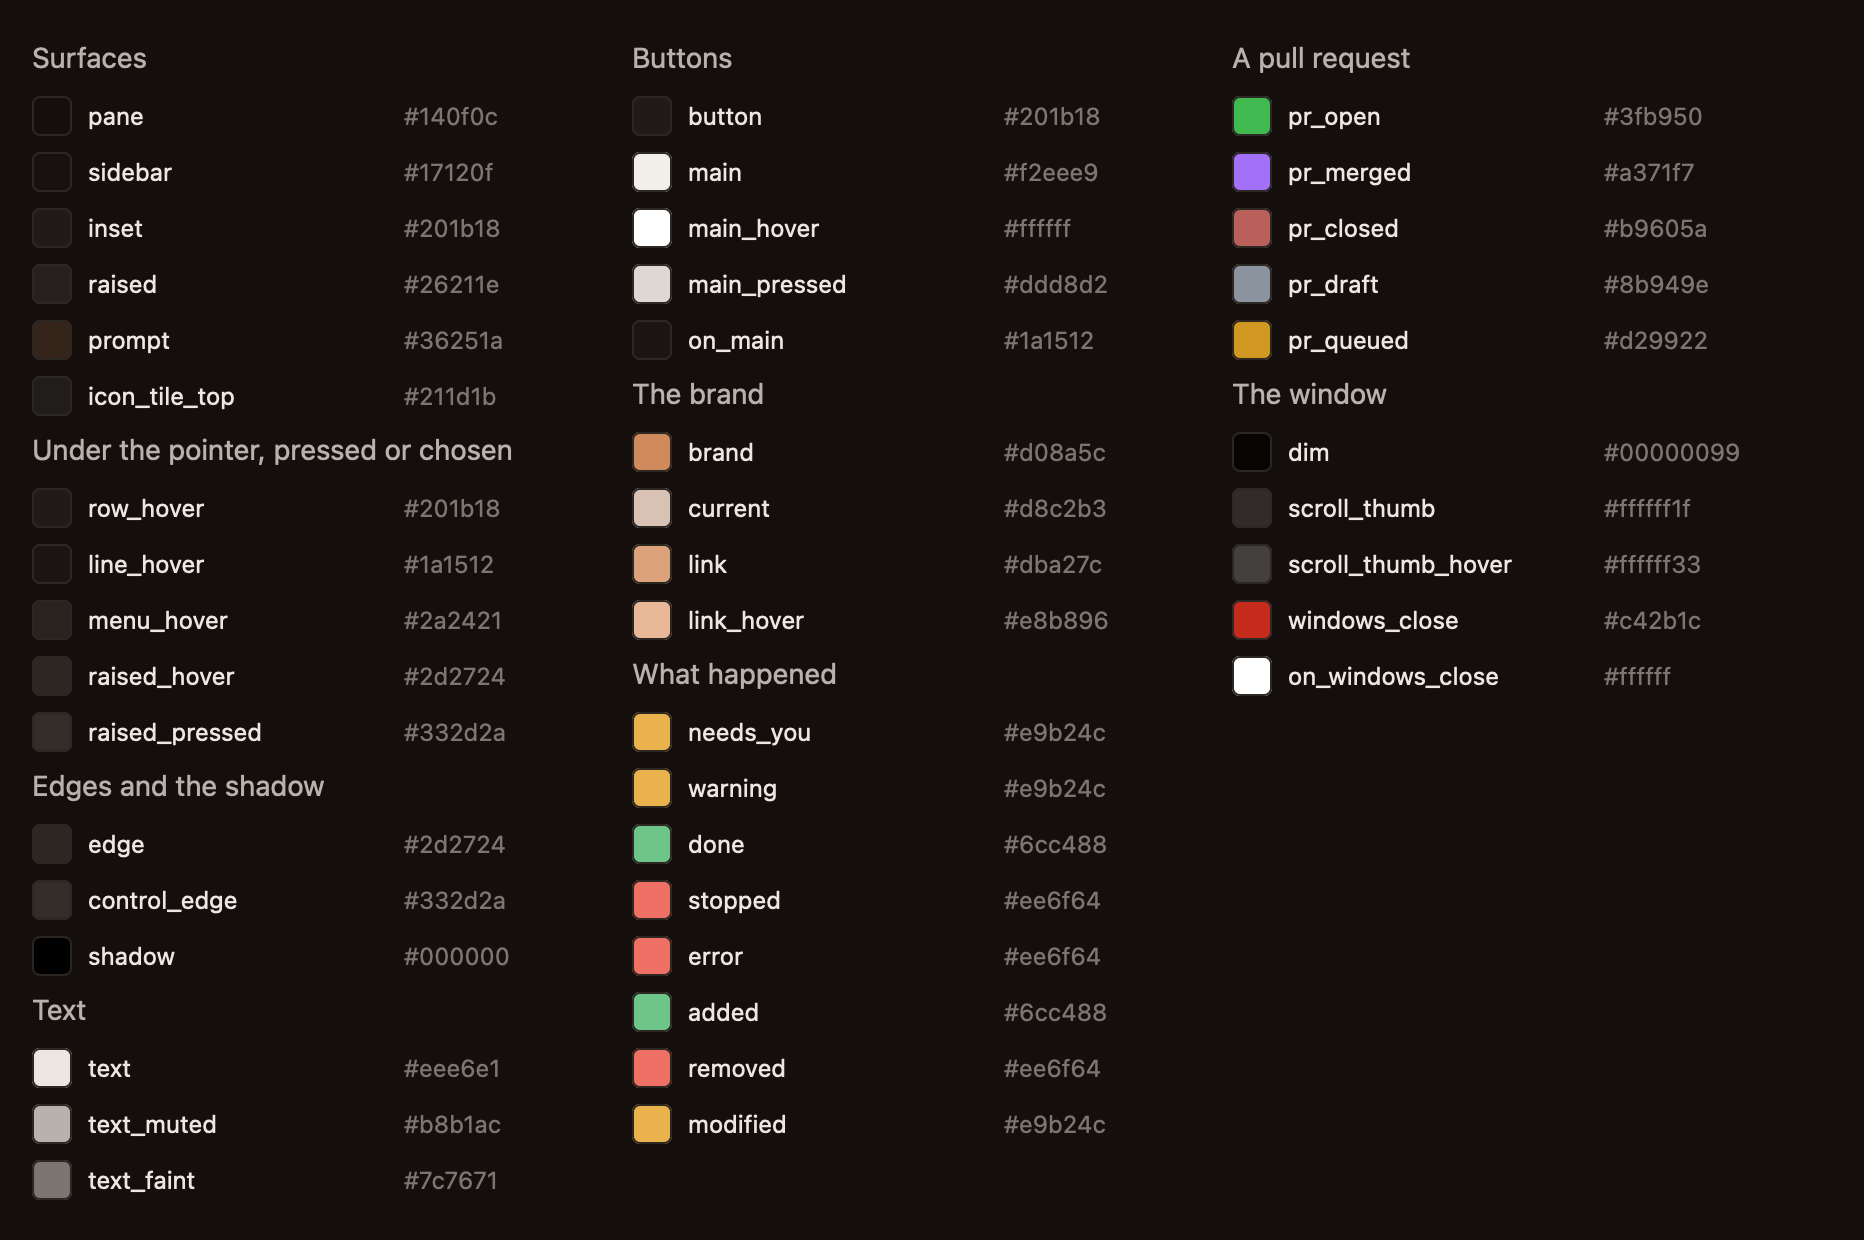 Surfaces
pane #140f0c
sidebar #17120f
inset #201b18
raised #26211e
prompt #36251a
icon_tile_top #211d1b
Under the pointer, pressed or chosen
row_hover #201b18
line_hover #1a1512
menu_hover #2a2421
raised_hover #2d2724
raised_pressed #332d2a
Edges and the shadow
edge #2d2724
control_edge #332d2a
shadow #000000
Text
text #eee6e1
text_muted #b8b1ac
text_faint #7c7671
Buttons
button #201b18
main #f2eee9
main_hover #ffffff
main_pressed #ddd8d2
on_main #1a1512
The brand
brand #d08a5c
current #d8c2b3
link #dba27c
link_hover #e8b896
What happened
needs_you #e9b24c
warning #e9b24c
done #6cc488
stopped #ee6f64
error #ee6f64
added #6cc488
removed #ee6f64
modified #e9b24c
A pull request
pr_open #3fb950
pr_merged #a371f7
pr_closed #b9605a
pr_draft #8b949e
pr_queued #d29922
The window
dim #00000099
scroll_thumb #ffffff1f
scroll_thumb_hover #ffffff33
windows_close #c42b1c
on_windows_close #ffffff